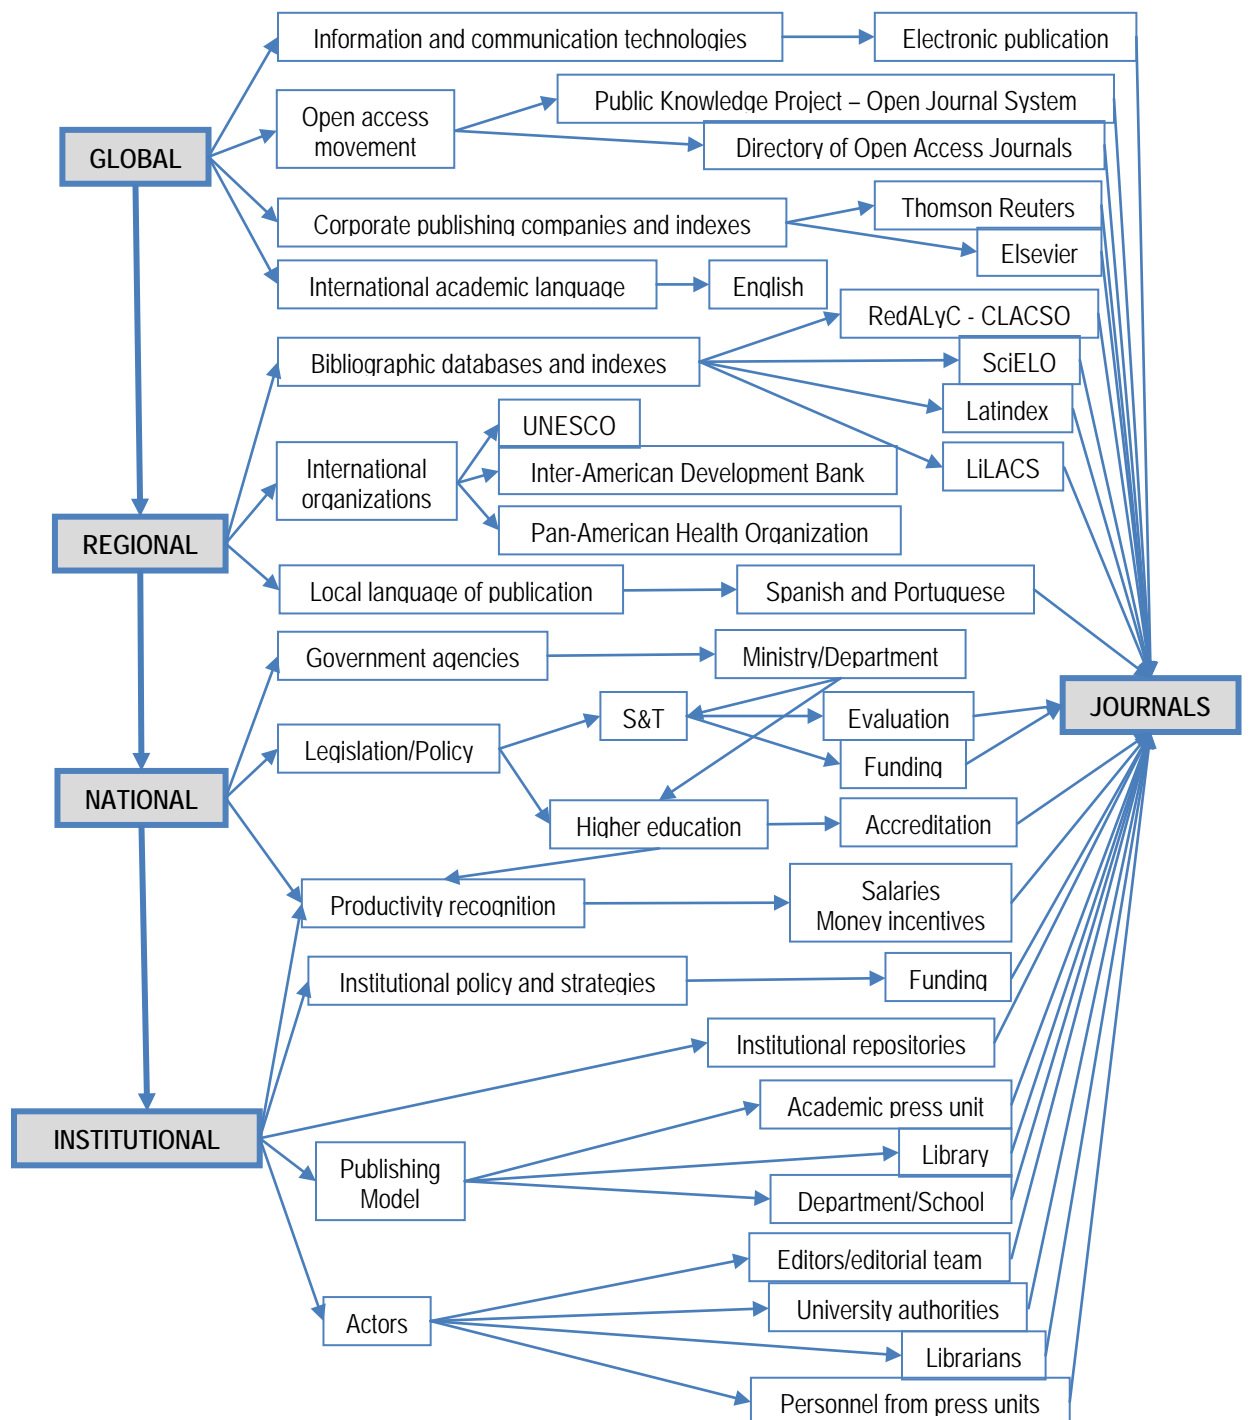 Information and communication technologies
Electronic publication
Open access
movement
Public Knowledge Project – Open Journal System
Directory of Open Access Journals
GLOBAL
Corporate publishing companies and indexes
Thomson Reuters
Elsevier
International academic language
English
RedALyC - CLACSO
Bibliographic databases and indexes
SciELO
Latindex
LiLACS
UNESCO
International
organizations
Inter-American Development Bank
Pan-American Health Organization
REGIONAL
Local language of publication
Spanish and Portuguese
Government agencies
Ministry/Department
JOURNALS
S&T
Evaluation
Legislation/Policy
Funding
NATIONAL
Higher education
Accreditation
Productivity recognition
Salaries
Money incentives
Institutional policy and strategies
Funding
Institutional repositories
INSTITUTIONAL
Academic press unit
Publishing
Model
Library
Department/School
Editors/editorial team
Actors
University authorities
Librarians
Personnel from press units